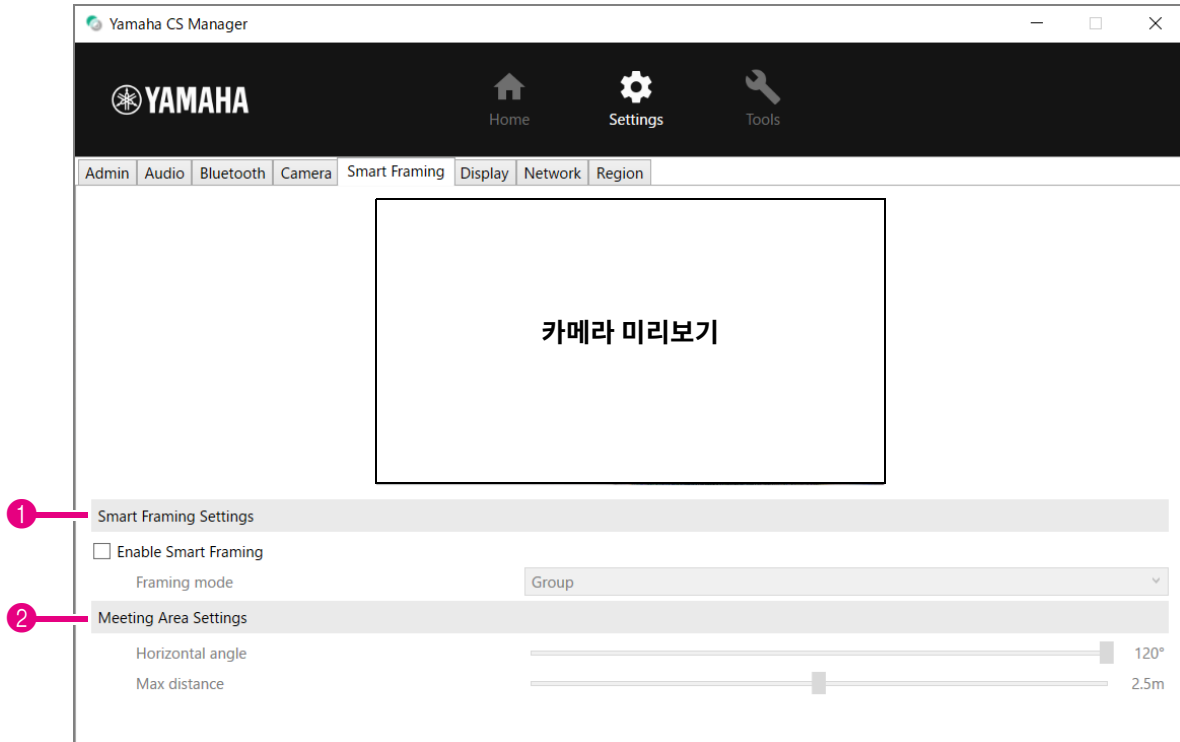 Yamaha CS Manager
YAMAHA
Home
Settings
Tools
Admin Audio Bluetooth Camera Smart Framing Display Network Region
카메라 미리보기
1 Smart Framing Settings
Enable Smart Framing
Framing mode Group
2 Meeting Area Settings
Horizontal angle 120°
Max distance 2.5m